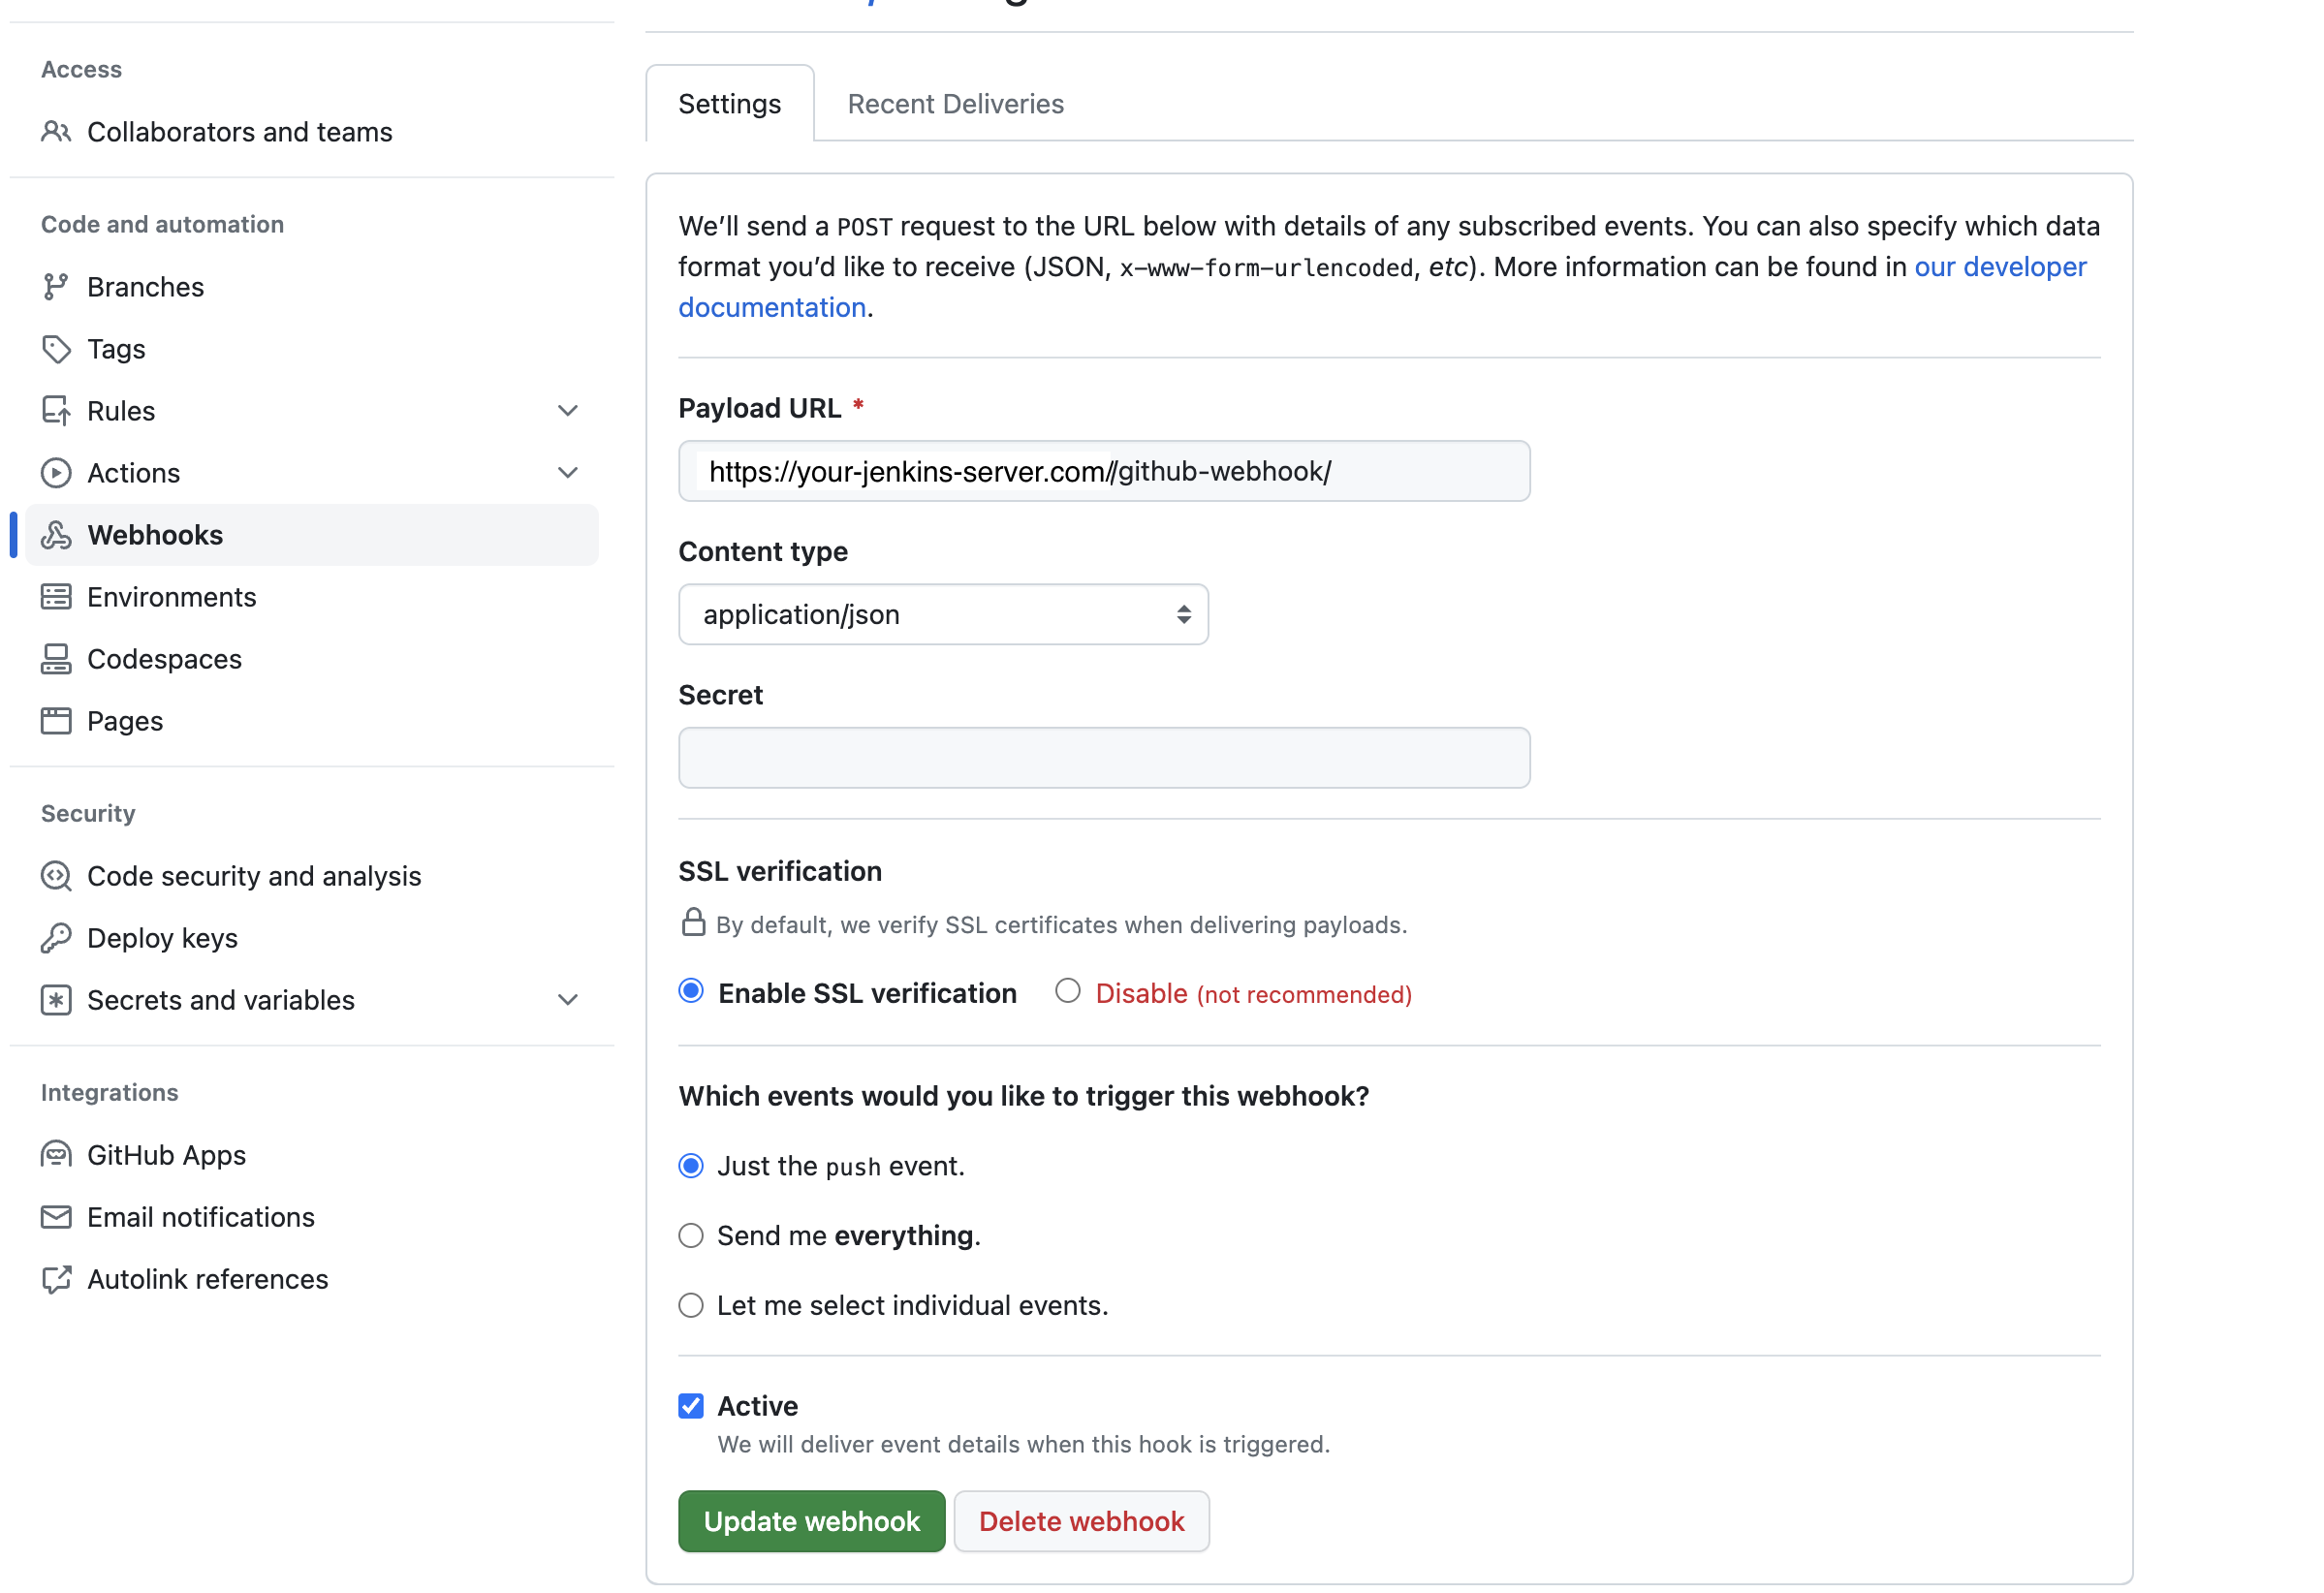 Access
Collaborators and teams
Code and automation
Branches
Tags
Rules
Actions
Webhooks
Environments
Codespaces
Pages
Security
Code security and analysis
Deploy keys
Secrets and variables
Integrations
GitHub Apps
Email notifications
Autolink references
Settings
Recent Deliveries
We’ll send a POST request to the URL below with details of any subscribed events. You can also specify which data
format you’d like to receive (JSON, x-www-form-urlencoded, etc). More information can be found in our developer
documentation.
Payload URL *
https://your-jenkins-server.com//github-webhook/
Content type
application/json
Secret
SSL verification
By default, we verify SSL certificates when delivering payloads.
Enable SSL verification
Disable (not recommended)
Which events would you like to trigger this webhook?
Just the push event.
Send me everything.
Let me select individual events.
Active
We will deliver event details when this hook is triggered.
Update webhook
Delete webhook